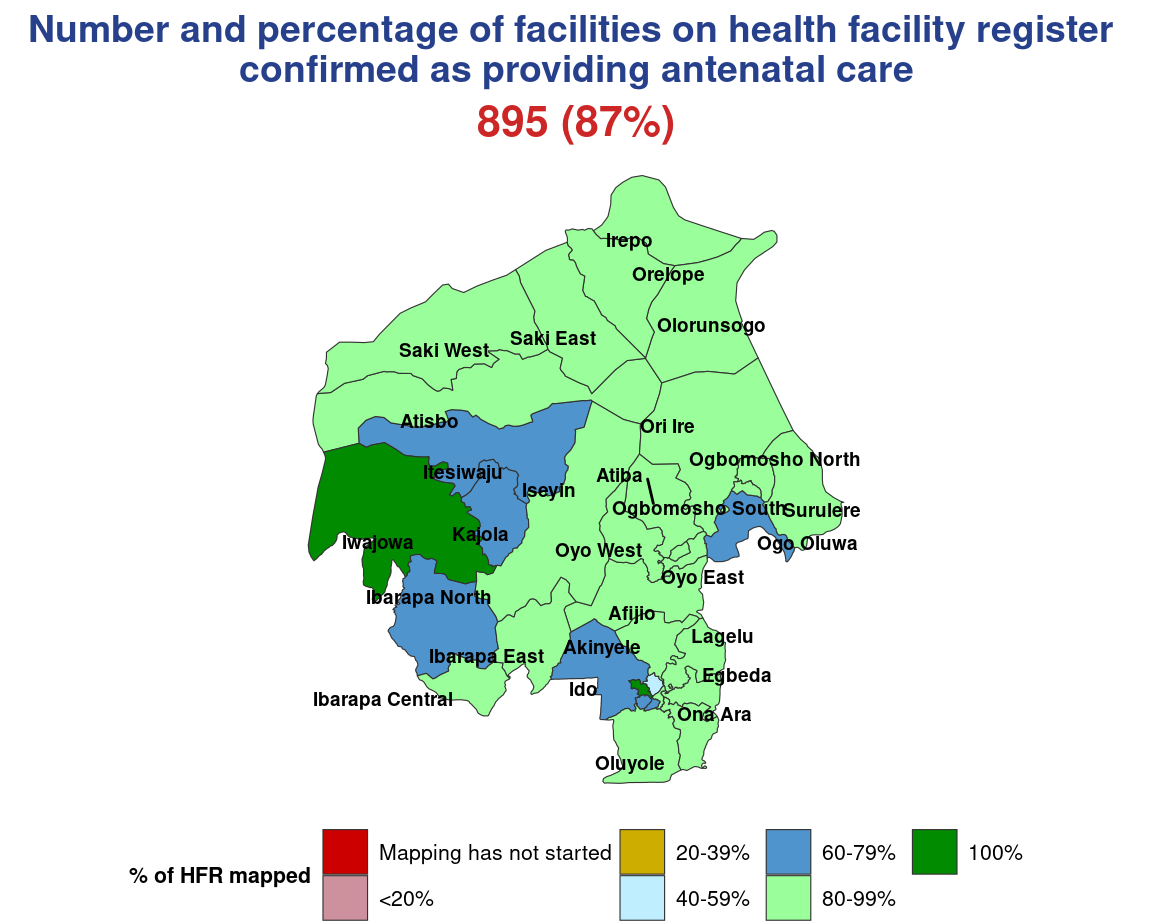 Number and percentage of facilities on health facility register
confirmed as providing antenatal care
895 (87%)
Irepo
Orelope
Olorunsogo
Saki East
Saki West
Atisbo
Ori Ire
Ogbomosho North
Itesiwaju
Atiba
Iseyin
Ogbomosho South
Surulere
Kajola
Iwajowa
Oyo West
Ogo Oluwa
Oyo East
Ibarapa North
Afijio
Lagelu
Akinyele
Ibarapa East
Egbeda
Ido
Ibarapa Central
Ona Ara
Oluyole
% of HFR mapped
Mapping has not started
<20%
20-39%
40-59%
60-79%
80-99%
100%